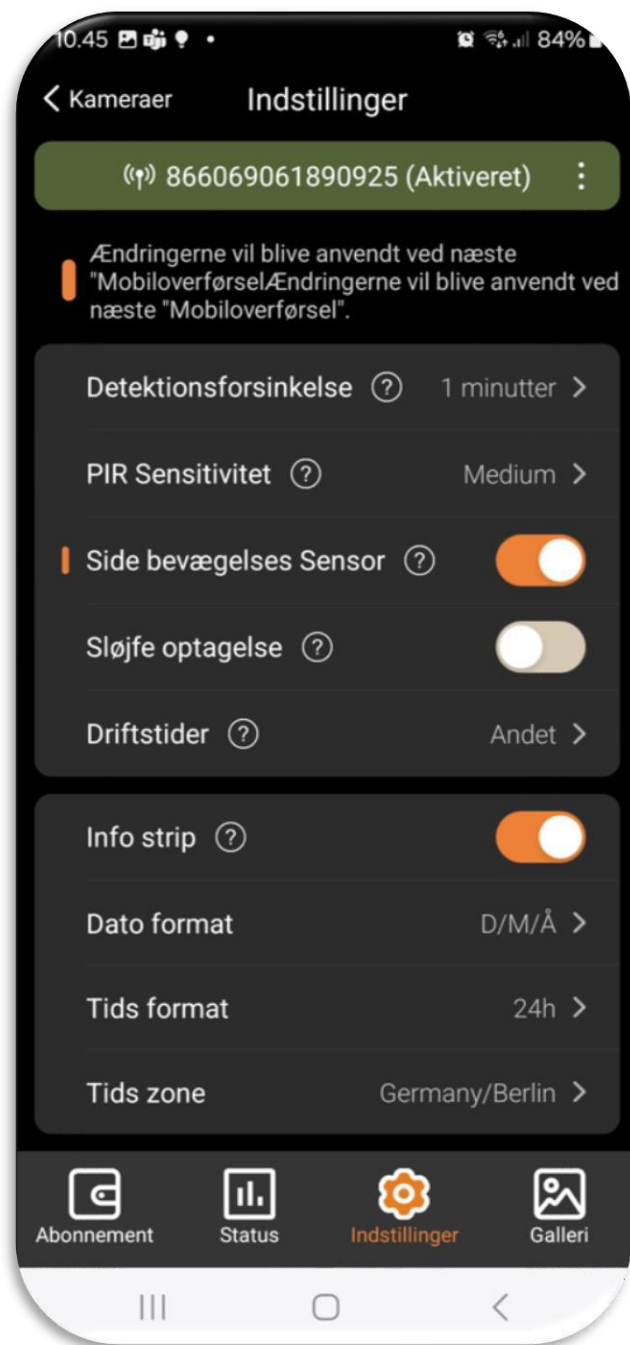 10.45 84%
Kameraer Indstillinger
866069061890925 (Aktiveret)
Ændringerne vil blive anvendt ved næste
"MobiloverførselÆndringerne vil blive anvendt ved
næste "Mobiloverførsel".
Detektionsforsinkelse ? 1 minutter
PIR Sensitivitet ? Medium
Side bevægelses Sensor ?
Sløjfe optagelse ?
Driftstider ? Andet
Info strip ?
Dato format D/M/Å
Tids format 24h
Tids zone Germany/Berlin
Abonnement Status Indstillinger Galleri